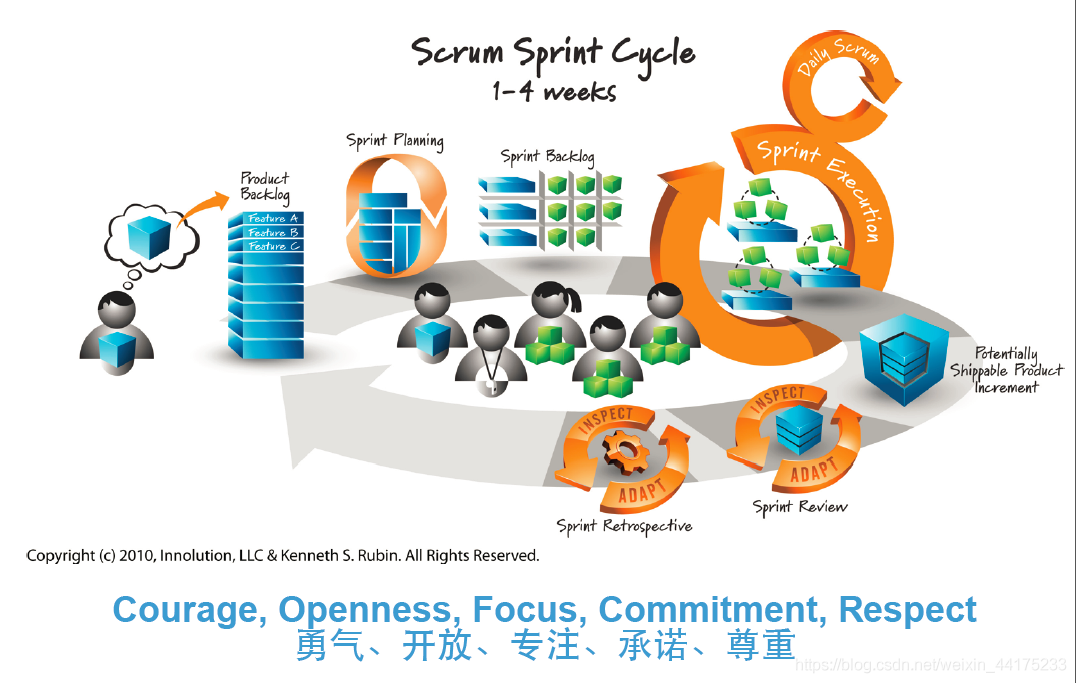 Scrum Sprint Cycle
1-4 weeks
Daily Scrum
Sprint Planning
Sprint Backlog
Sprint Execution
Product
Backlog
Feature A
Feature B
Feature C
Potentially
Shippable Product
Increment
INSPECT
ADAPT
Sprint Review
INSPECT
ADAPT
Sprint Retrospective
Copyright (c) 2010, Innolution, LLC & Kenneth S. Rubin. All Rights Reserved.
Courage, Openness, Focus, Commitment, Respect
勇气、开放、专注、承诺、尊重
https://blog.csdn.net/weixin_44175233